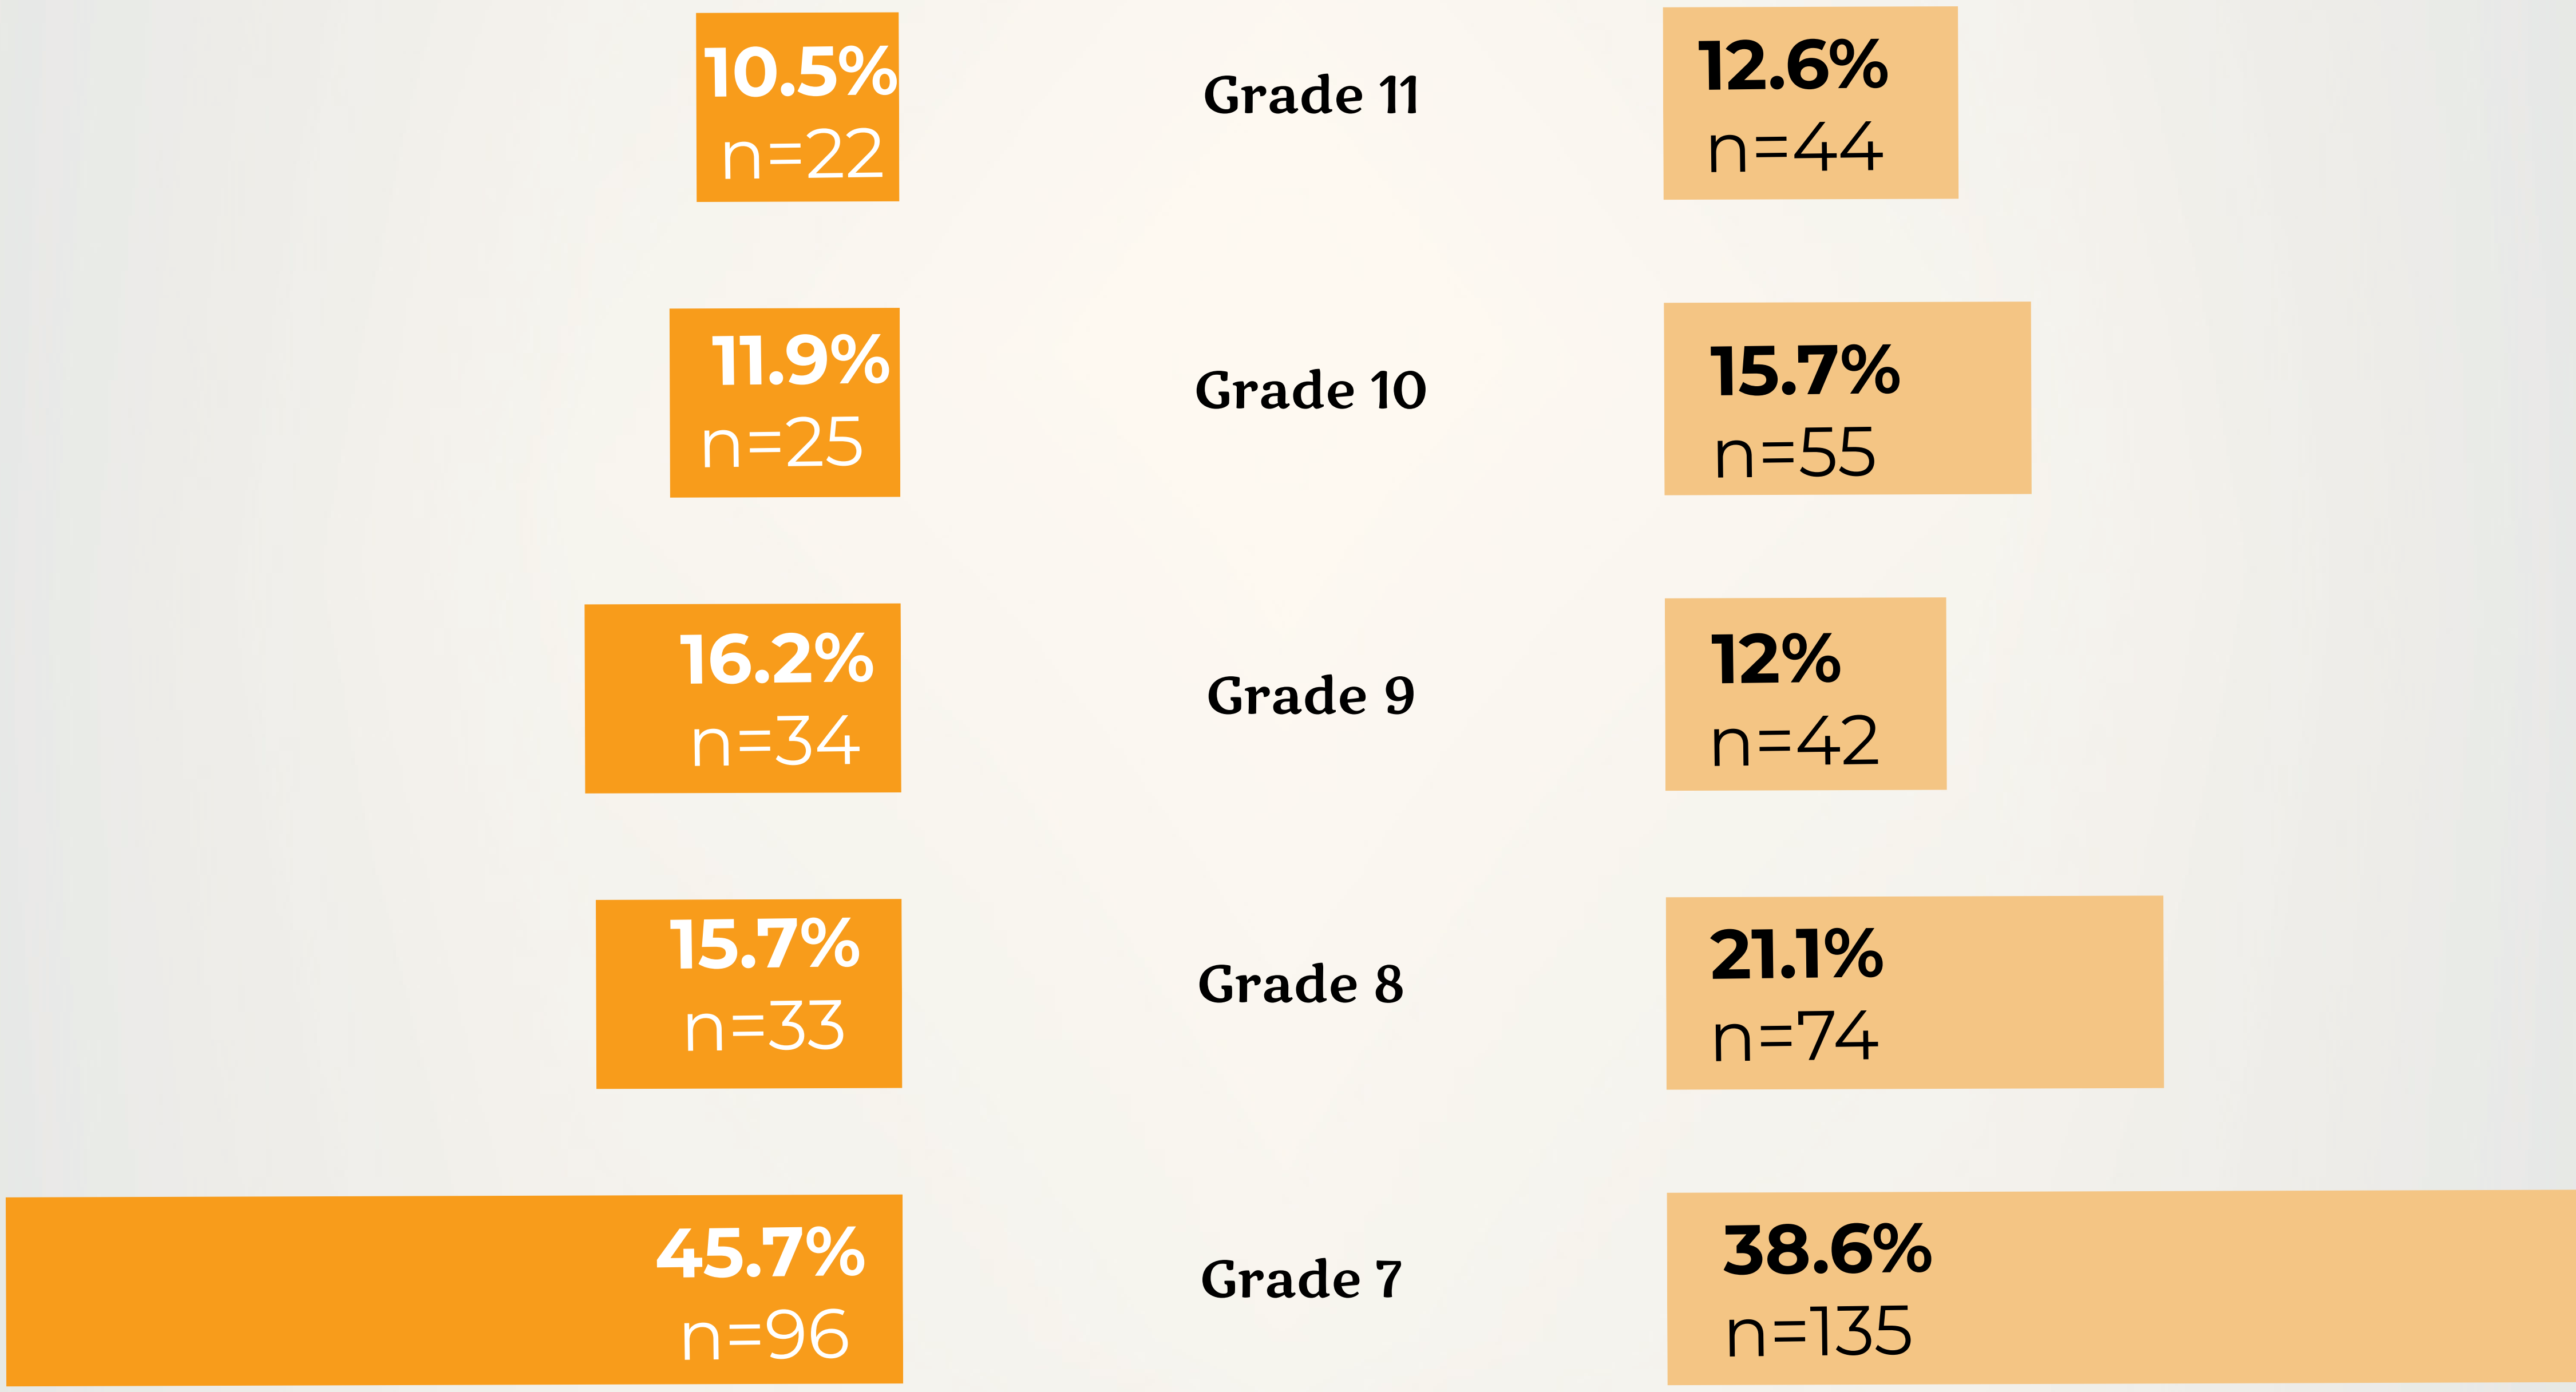 10.5%
n=22
Grade 11
12.6%
n=44
11.9%
n=25
Grade 10
15.7%
n=55
16.2%
n=34
Grade 9
12%
n=42
15.7%
n=33
Grade 8
21.1%
n=74
45.7%
n=96
Grade 7
38.6%
n=135